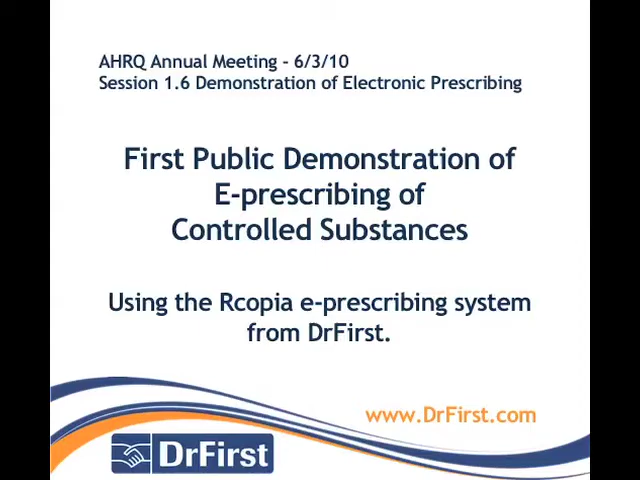 AHRQ Annual Meeting - 6/3/10
Session 1.6 Demonstration of Electronic Prescribing
First Public Demonstration of
E-prescribing of
Controlled Substances
Using the Rcopia e-prescribing system
from DrFirst.
www.DrFirst.com
DrFirst